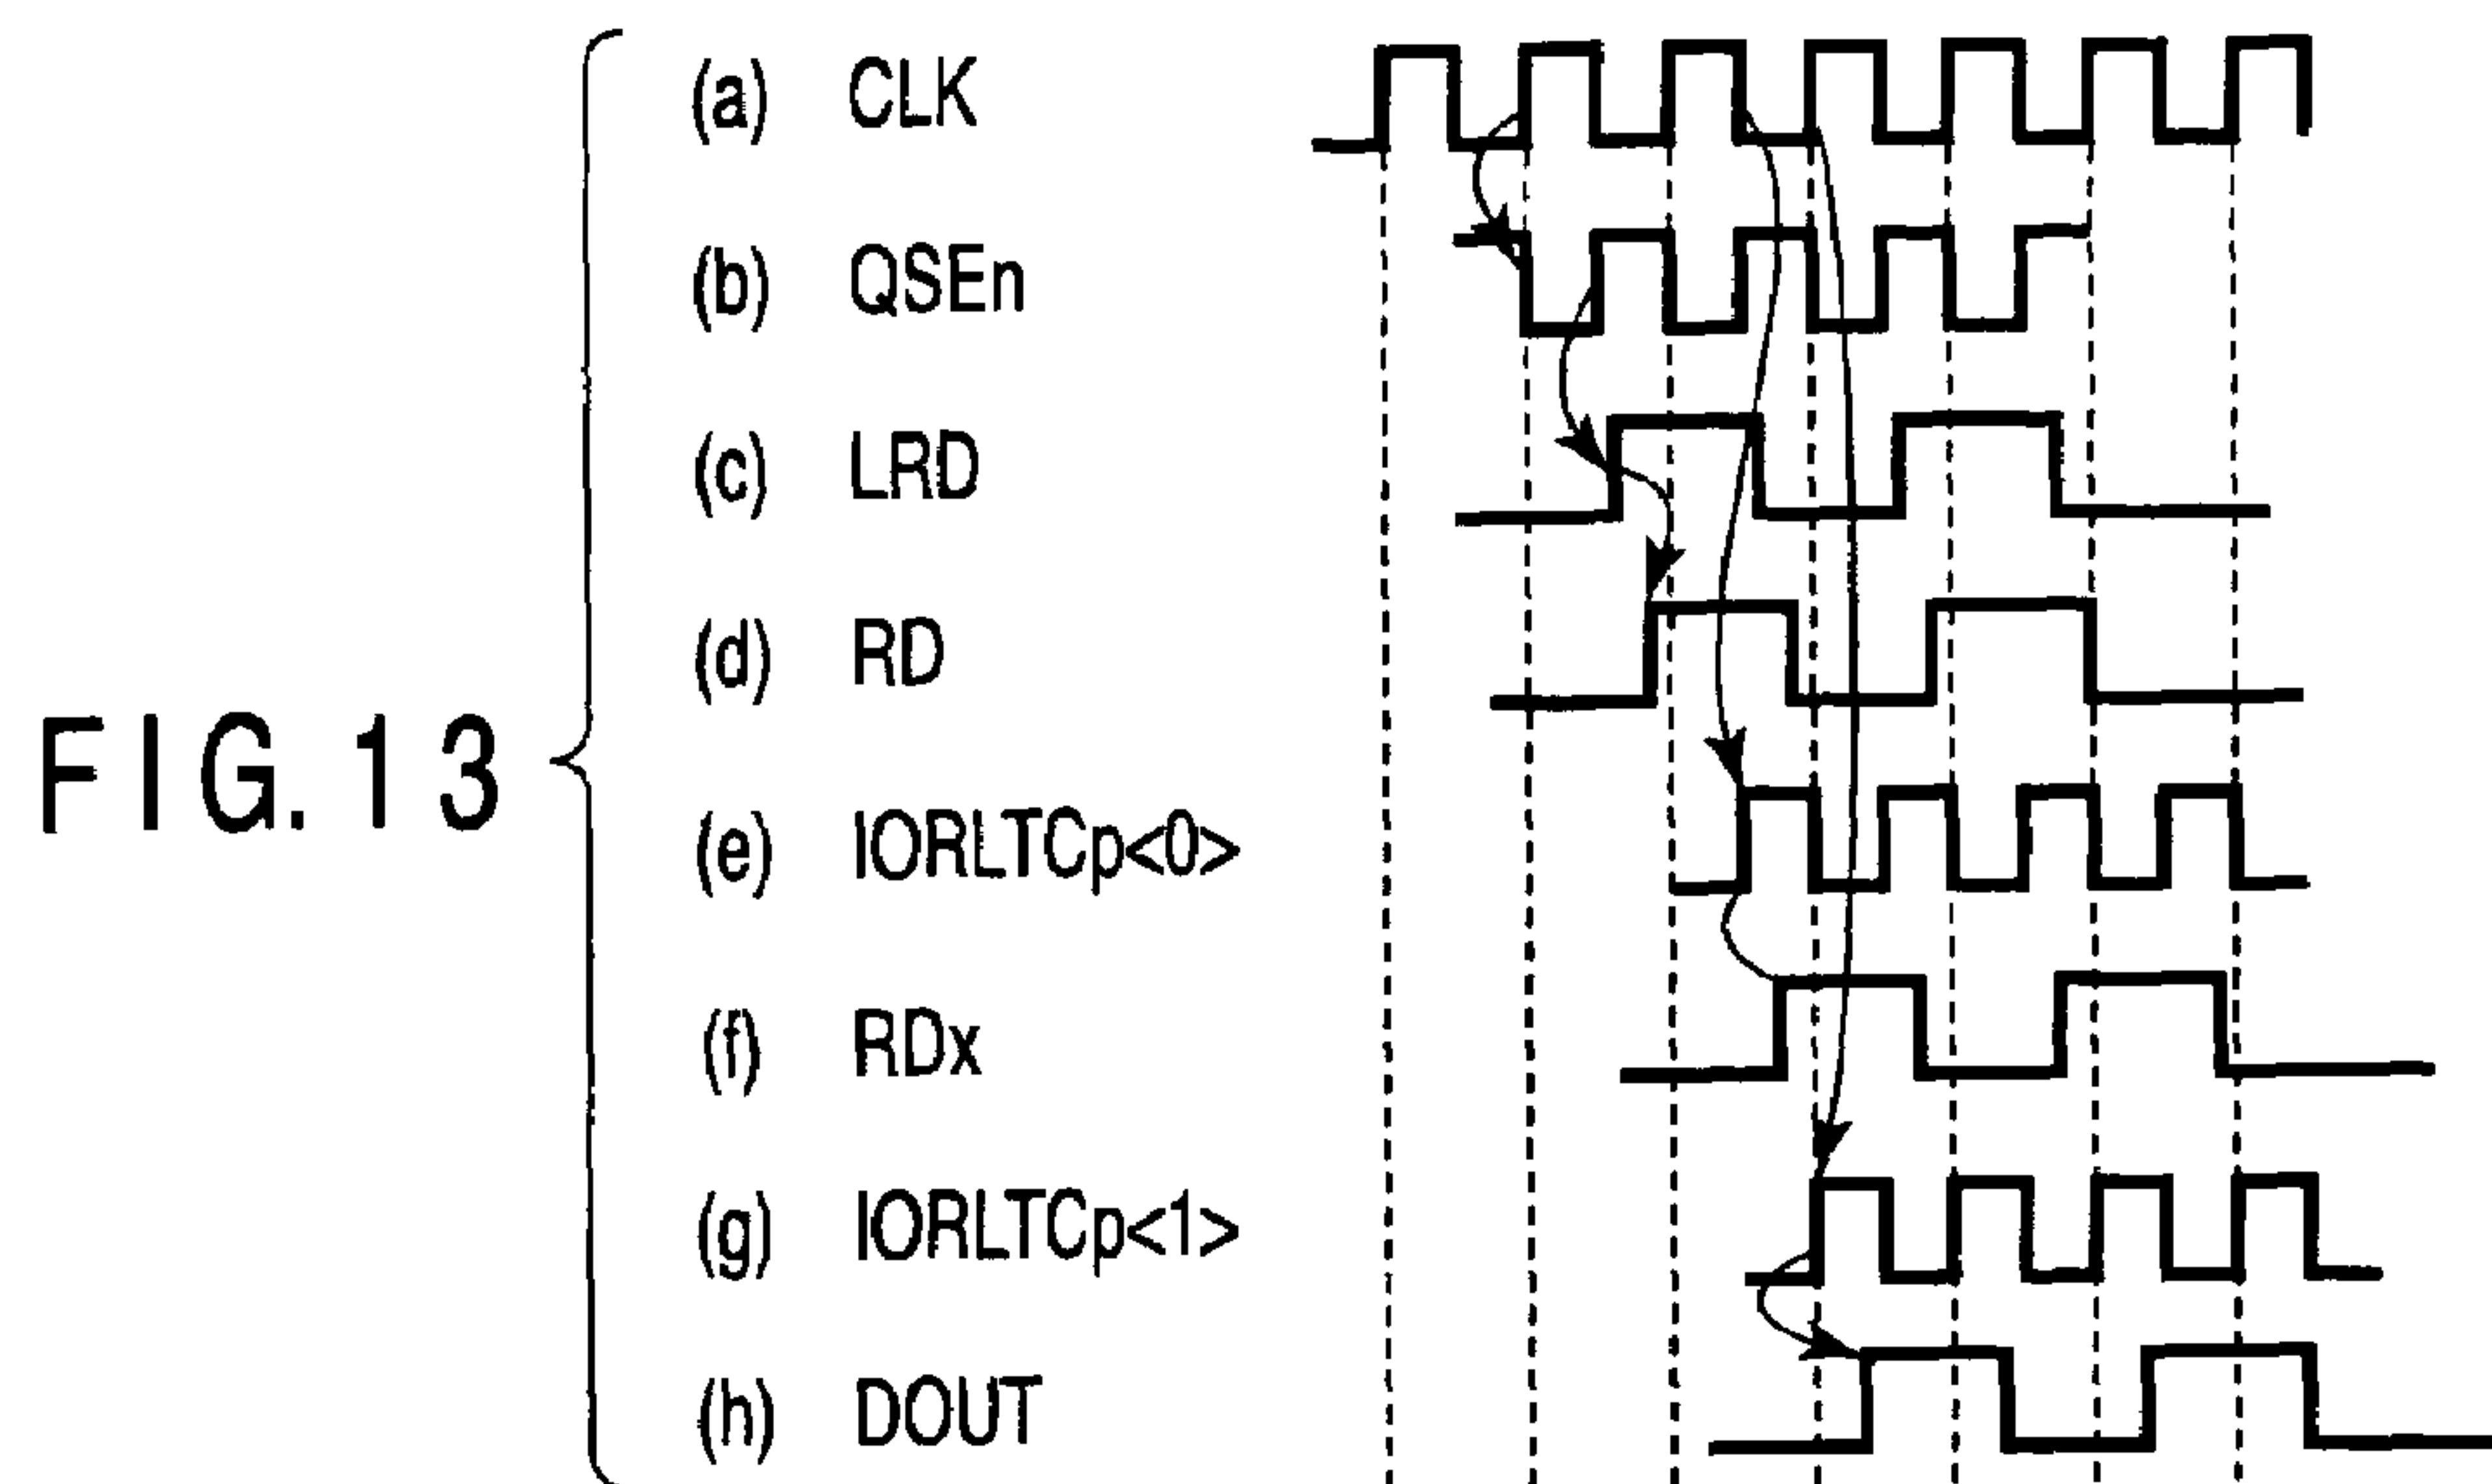 FIG. 13
(a) CLK
(b) QSEn
(c) LRD
(d) RD
(e) IORLTCp<0>
(f) RDx
(g) IORLTCp<1>
(h) DOUT